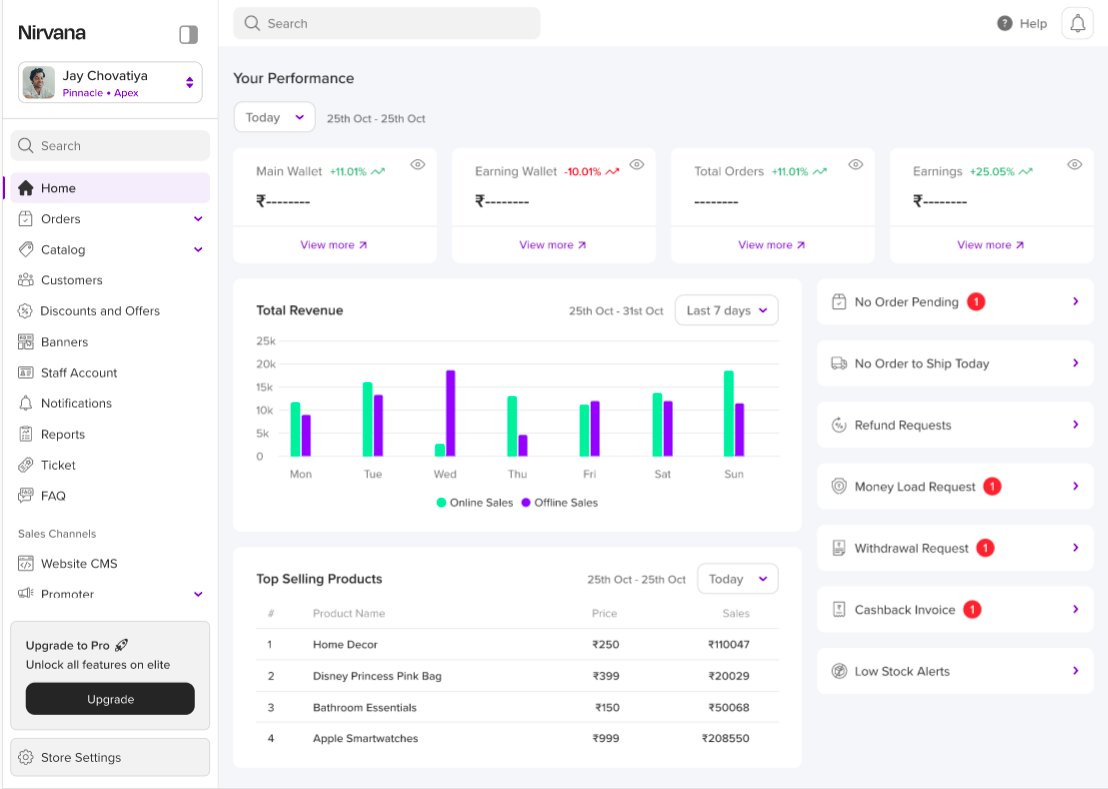 Nirvana
Jay Chovatiya
Pinnacle • Apex
Search
Home
Orders
Catalog
Customers
Discounts and Offers
Banners
Staff Account
Notifications
Reports
Ticket
FAQ
Sales Channels
Website CMS
Promoter
Upgrade to Pro
Unlock all features on elite
Upgrade
Store Settings
Search
Help
Your Performance
Today 25th Oct - 25th Oct
Main Wallet +11.01%
₹--------
View more
Earning Wallet -10.01%
₹--------
View more
Total Orders +11.01%
--------
View more
Earnings +25.05%
₹--------
View more
Total Revenue 25th Oct - 31st Oct Last 7 days
25k
20k
15k
10k
5k
0
Mon Tue Wed Thu Fri Sat Sun
Online Sales Offline Sales
Top Selling Products 25th Oct - 25th Oct Today
# Product Name Price Sales
1 Home Decor ₹250 ₹110047
2 Disney Princess Pink Bag ₹399 ₹20029
3 Bathroom Essentials ₹150 ₹50068
4 Apple Smartwatches ₹999 ₹208550
No Order Pending 1
No Order to Ship Today
Refund Requests
Money Load Request 1
Withdrawal Request 1
Cashback Invoice 1
Low Stock Alerts